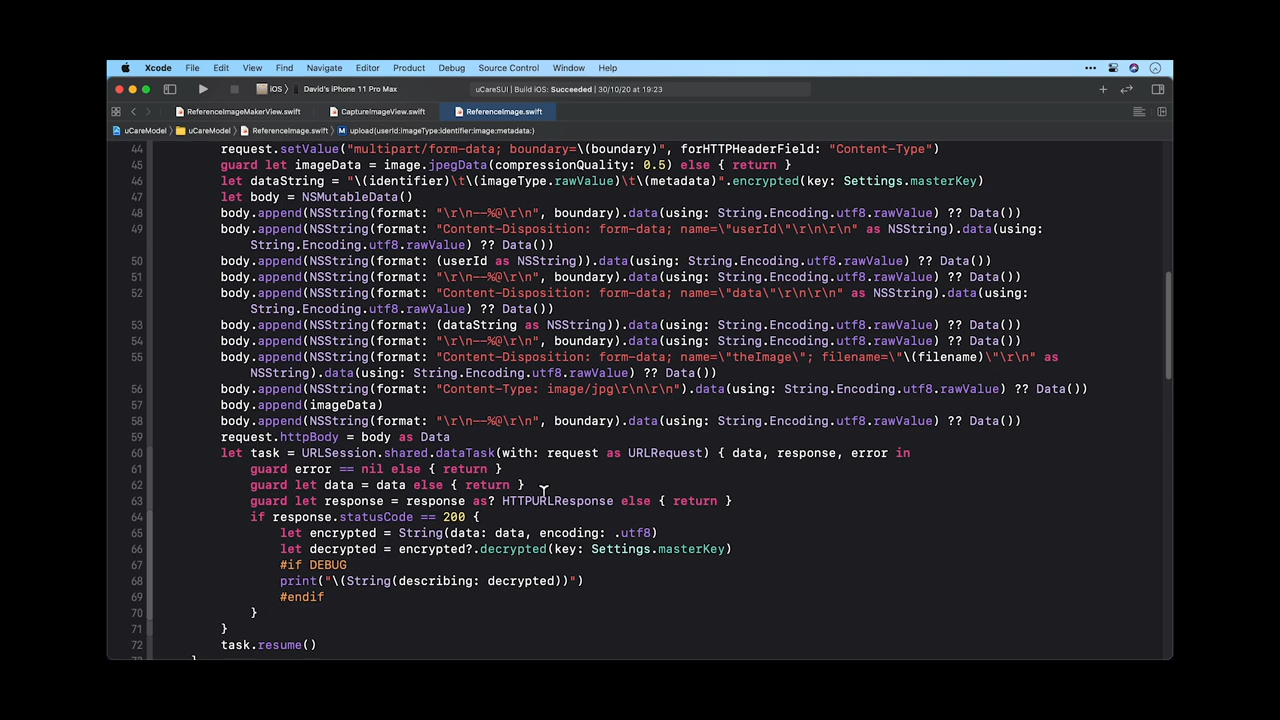 Xcode File Edit View Find Navigate Editor Product Debug Source Control Window Help
iOS David's iPhone 11 Pro Max uCareSUI | Build iOS: Succeeded | 30/10/20 at 19:23
ReferenceImageMakerView.swift CaptureImageView.swift ReferenceImage.swift
uCareModel uCareModel ReferenceImage.swift M upload(userId:imageType:identifier:image:metadata:)
44 request.setValue("multipart/form-data; boundary=\(boundary)", forHTTPHeaderField: "Content-Type")
45 guard let imageData = image.jpegData(compressionQuality: 0.5) else { return }
46 let dataString = "\(identifier)\t\(imageType.rawValue)\t\(metadata)".encrypted(key: Settings.masterKey)
47 let body = NSMutableData()
48 body.append(NSString(format: "\r\n--%@\r\n", boundary).data(using: String.Encoding.utf8.rawValue) ?? Data())
49 body.append(NSString(format: "Content-Disposition: form-data; name=\"userId\"\r\n\r\n" as NSString).data(using:
String.Encoding.utf8.rawValue) ?? Data())
50 body.append(NSString(format: (userId as NSString)).data(using: String.Encoding.utf8.rawValue) ?? Data())
51 body.append(NSString(format: "\r\n--%@\r\n", boundary).data(using: String.Encoding.utf8.rawValue) ?? Data())
52 body.append(NSString(format: "Content-Disposition: form-data; name=\"data\"\r\n\r\n" as NSString).data(using:
String.Encoding.utf8.rawValue) ?? Data())
53 body.append(NSString(format: (dataString as NSString)).data(using: String.Encoding.utf8.rawValue) ?? Data())
54 body.append(NSString(format: "\r\n--%@\r\n", boundary).data(using: String.Encoding.utf8.rawValue) ?? Data())
55 body.append(NSString(format: "Content-Disposition: form-data; name=\"theImage\"; filename=\"\(filename)\"\r\n" as
NSString).data(using: String.Encoding.utf8.rawValue) ?? Data())
56 body.append(NSString(format: "Content-Type: image/jpg\r\n\r\n").data(using: String.Encoding.utf8.rawValue) ?? Data())
57 body.append(imageData)
58 body.append(NSString(format: "\r\n--%@\r\n", boundary).data(using: String.Encoding.utf8.rawValue) ?? Data())
59 request.httpBody = body as Data
60 let task = URLSession.shared.dataTask(with: request as URLRequest) { data, response, error in
61 guard error == nil else { return }
62 guard let data = data else { return }
63 guard let response = response as? HTTPURLResponse else { return }
64 if response.statusCode == 200 {
65 let encrypted = String(data: data, encoding: .utf8)
66 let decrypted = encrypted?.decrypted(key: Settings.masterKey)
67 #if DEBUG
68 print("\(String(describing: decrypted))")
69 #endif
70 }
71 }
72 task.resume()